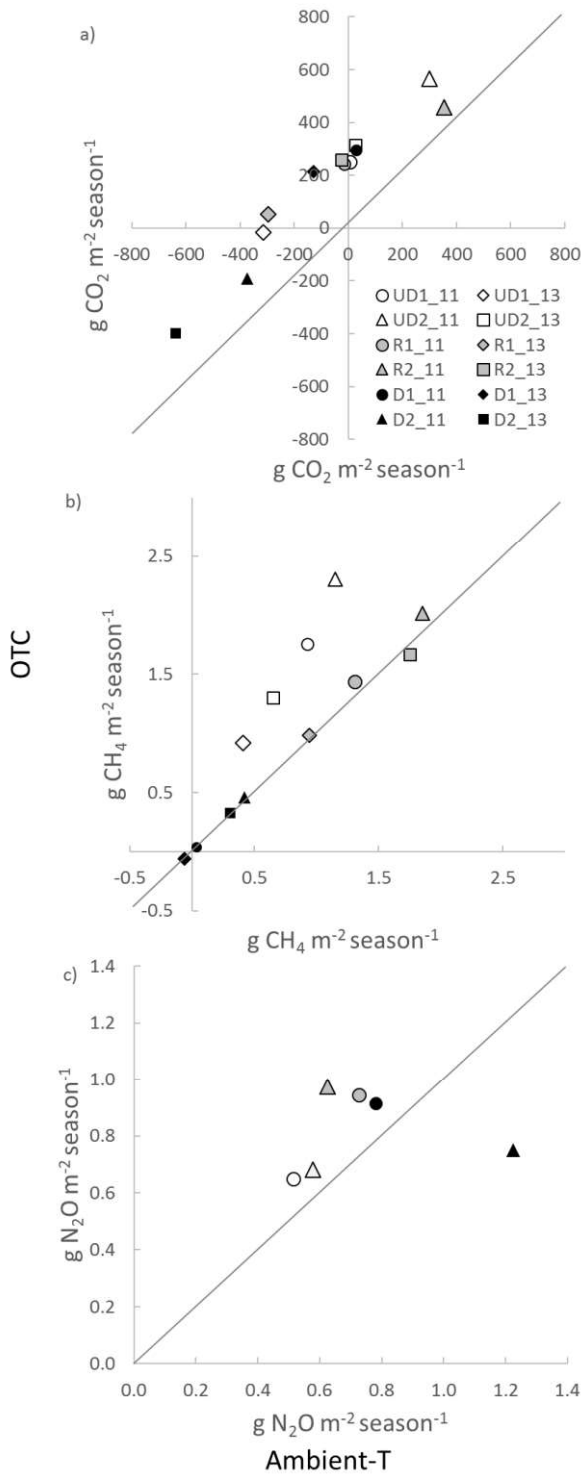 a)
800
600
400
200
0
-800 -600 -400 -200 0 200 400 600 800
-200
-400
-600
-800
g CO₂ m⁻² season⁻¹
UD1_11 UD1_13
UD2_11 UD2_13
R1_11 R1_13
R2_11 R2_13
D1_11 D1_13
D2_11 D2_13
g CO₂ m⁻² season⁻¹
b)
OTC
2.5
1.5
0.5
-0.5
g CH₄ m⁻² season⁻¹
-0.5 0.5 1.5 2.5
g CH₄ m⁻² season⁻¹
c)
1.4
1.2
1.0
0.8
0.6
0.4
0.2
0.0
g N₂O m⁻² season⁻¹
0.0 0.2 0.4 0.6 0.8 1.0 1.2 1.4
g N₂O m⁻² season⁻¹
Ambient-T